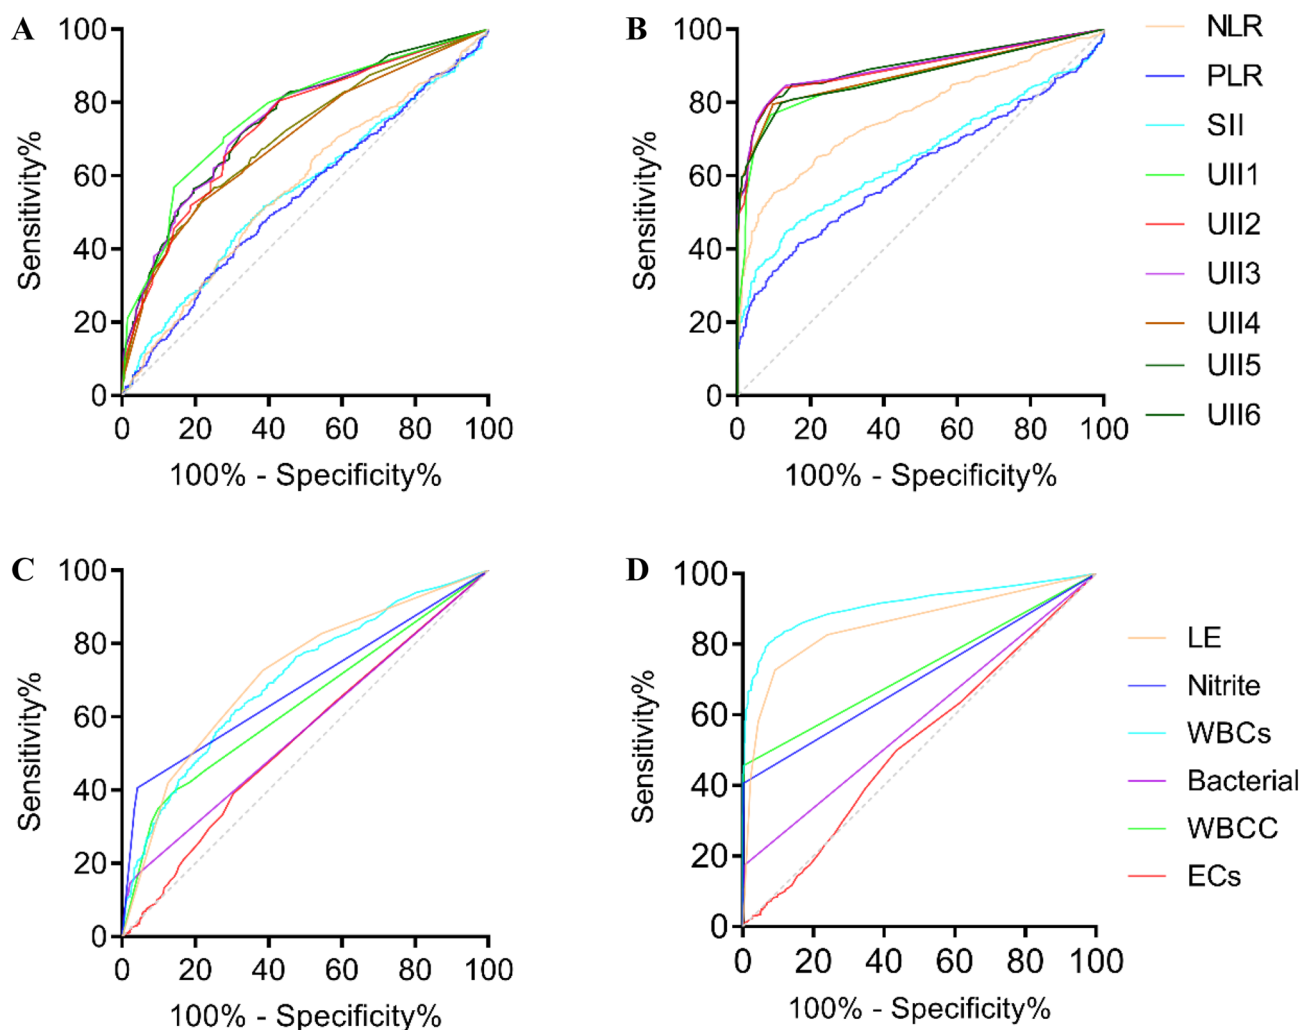 A
100
80
60
40
20
0
Sensitivity%
0 20 40 60 80 100
100% - Specificity%
B
100
80
60
40
20
0
Sensitivity%
0 20 40 60 80 100
100% - Specificity%
NLR
PLR
SII
UII1
UII2
UII3
UII4
UII5
UII6
C
100
80
60
40
20
0
Sensitivity%
0 20 40 60 80 100
100% - Specificity%
D
100
80
60
40
20
0
Sensitivity%
0 20 40 60 80 100
100% - Specificity%
LE
Nitrite
WBCs
Bacterial
WBCC
ECs